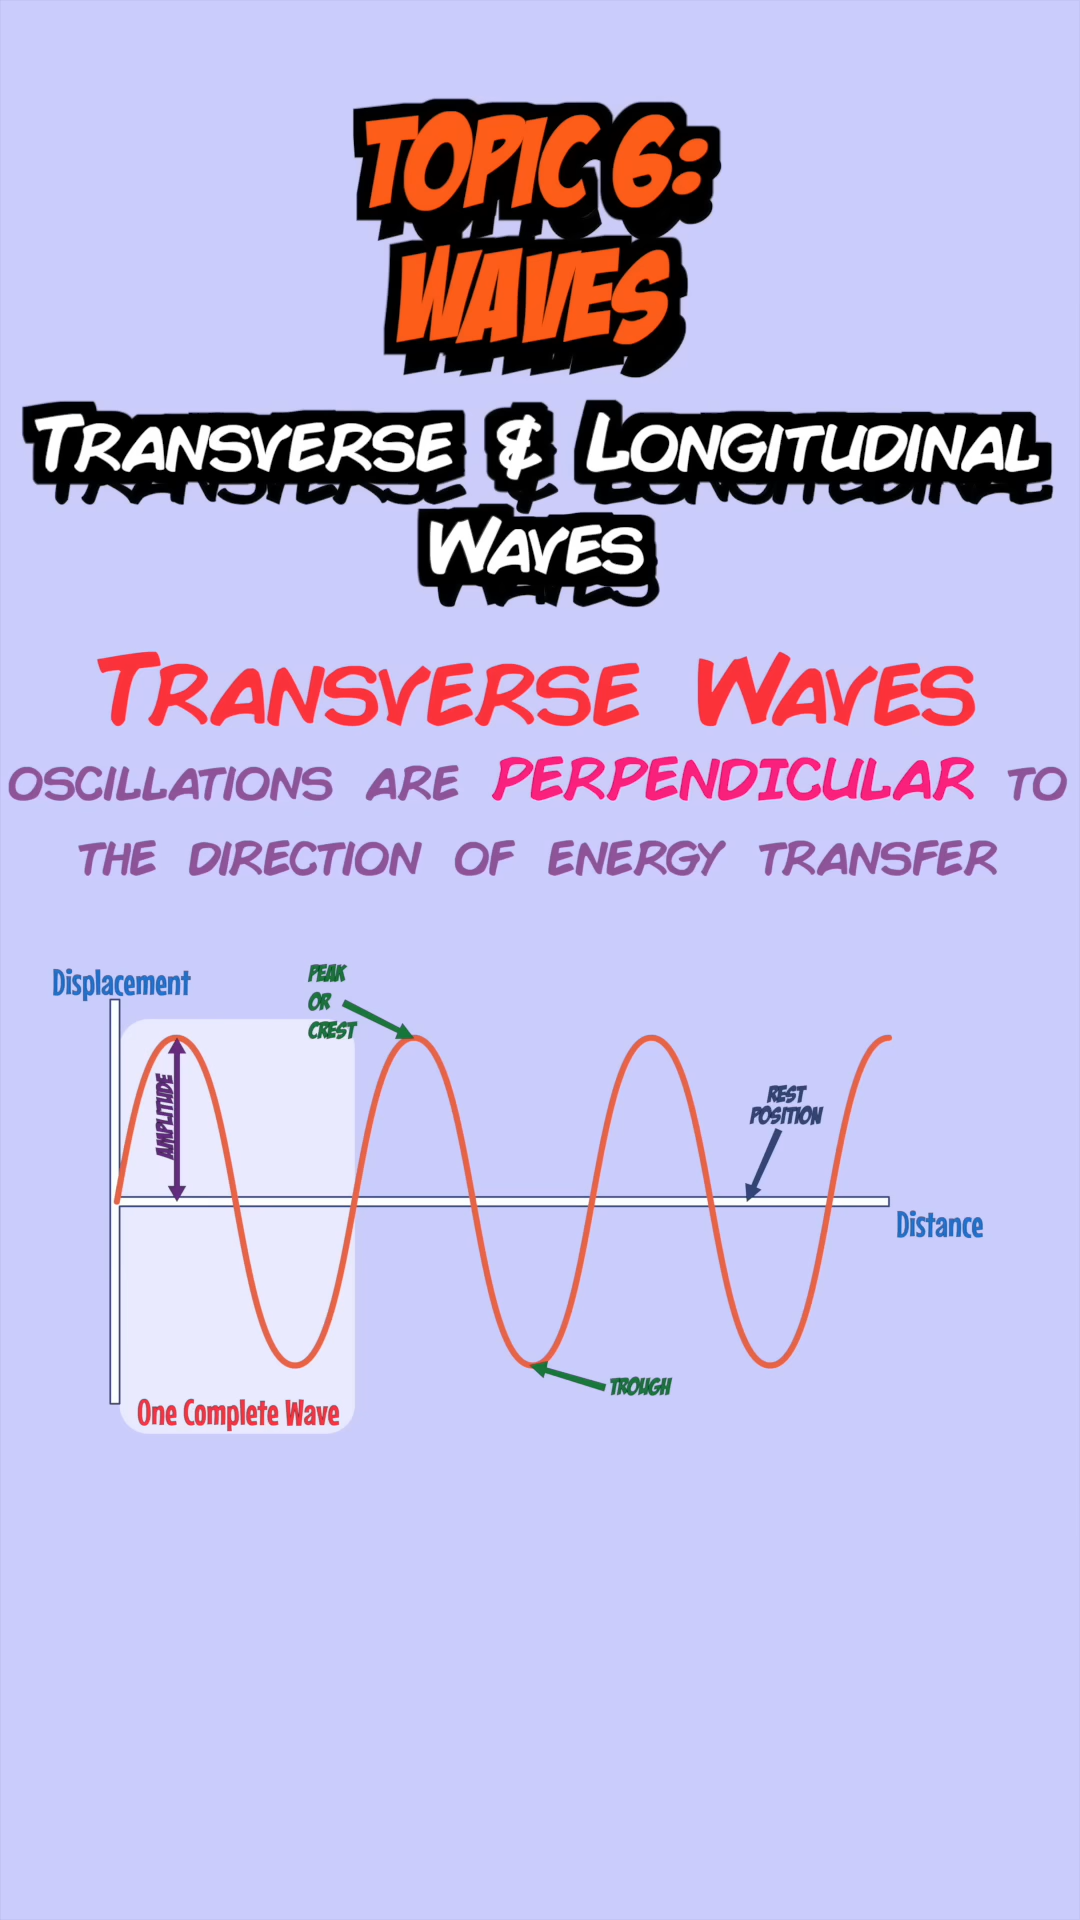 TOPIC 6:
WAVES
TRANSVERSE & LONGITUDINAL
WAVES
TRANSVERSE WAVES
OSCILLATIONS ARE PERPENDICULAR TO
THE DIRECTION OF ENERGY TRANSFER
Displacement
PEAK
OR
CREST
AMPLITUDE
REST
POSITION
Distance
TROUGH
One Complete Wave